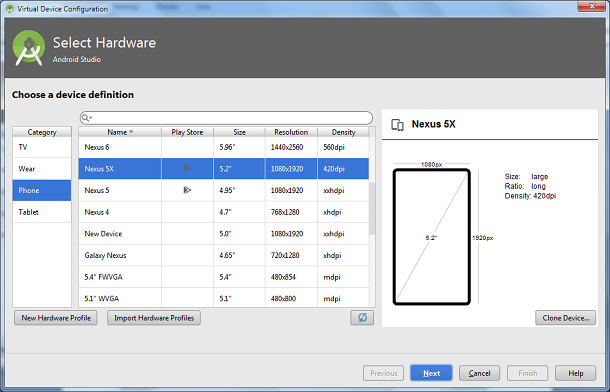 Virtual Device Configuration
Select Hardware
Android Studio
Choose a device definition
Category
TV
Wear
Phone
Tablet
Name Play Store Size Resolution Density
Nexus 6 5.96" 1440x2560 560dpi
Nexus 5X 5.2" 1080x1920 420dpi
Nexus 5 4.95" 1080x1920 xxhdpi
Nexus 4 4.7" 768x1280 xhdpi
New Device 5.0" 1080x1920 xxhdpi
Galaxy Nexus 4.65" 720x1280 xhdpi
5.4" FWVGA 5.4" 480x854 mdpi
5.1" WVGA 5.1" 480x800 mdpi
New Hardware Profile Import Hardware Profiles
Nexus 5X
1080px
5.2"
1920px
Size: large
Ratio: long
Density: 420dpi
Clone Device...
Previous Next Cancel Finish Help